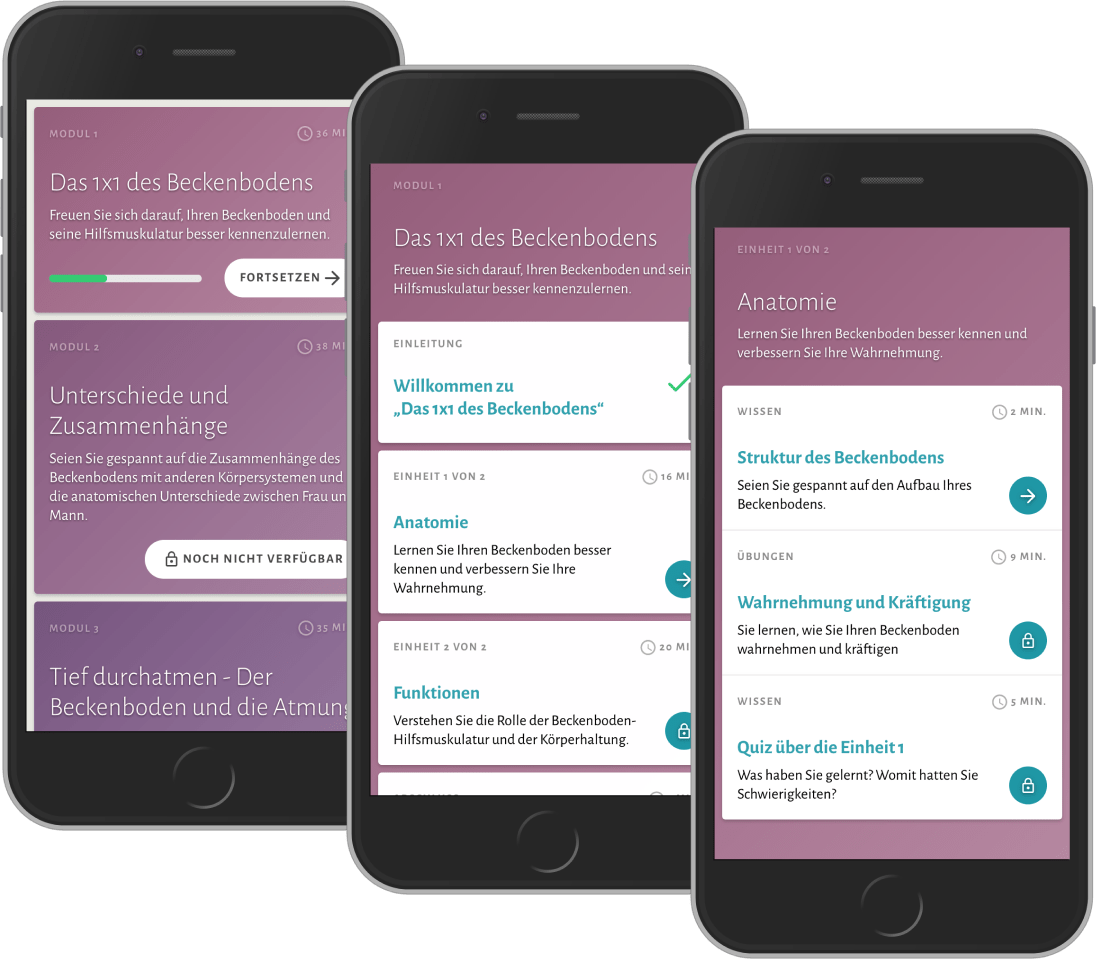 MODUL 1
36 MI
Das 1x1 des Beckenbodens
Freuen Sie sich darauf, Ihren Beckenboden und
seine Hilfsmuskulatur besser kennenzulernen.
FORTSETZEN
MODUL 2
38 MI
Unterschiede und
Zusammenhänge
Seien Sie gespannt auf die Zusammenhänge des
Beckenbodens mit anderen Körpersystemen und
die anatomischen Unterschiede zwischen Frau un
Mann.
NOCH NICHT VERFÜGBAR
MODUL 3
35 MI
Tief durchatmen - Der
Beckenboden und die Atmung
MODUL 1
Das 1x1 des Beckenbodens
Freuen Sie sich darauf, Ihren Beckenboden und sein
Hilfsmuskulatur besser kennenzulernen.
EINLEITUNG
Willkommen zu
„Das 1x1 des Beckenbodens“
EINHEIT 1 VON 2
16 MI
Anatomie
Lernen Sie Ihren Beckenboden besser
kennen und verbessern Sie Ihre
Wahrnehmung.
EINHEIT 2 VON 2
20 MI
Funktionen
Verstehen Sie die Rolle der Beckenboden-
Hilfsmuskulatur und der Körperhaltung.
EINHEIT 1 VON 2
Anatomie
Lernen Sie Ihren Beckenboden besser kennen und
verbessern Sie Ihre Wahrnehmung.
WISSEN
2 MIN.
Struktur des Beckenbodens
Seien Sie gespannt auf den Aufbau Ihres
Beckenbodens.
ÜBUNGEN
9 MIN.
Wahrnehmung und Kräftigung
Sie lernen, wie Sie Ihren Beckenboden
wahrnehmen und kräftigen
WISSEN
5 MIN.
Quiz über die Einheit 1
Was haben Sie gelernt? Womit hatten Sie
Schwierigkeiten?